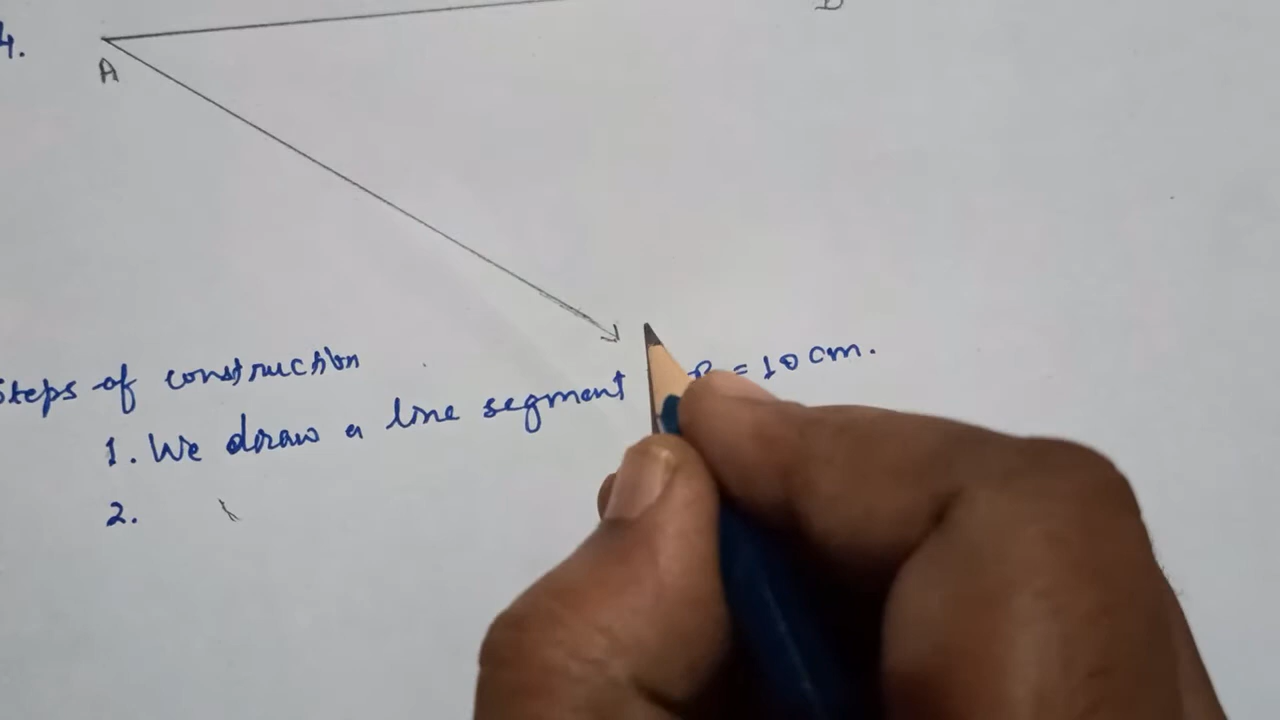 4.
A
Steps of construction
1. We draw a line segment = 10 cm.
2.